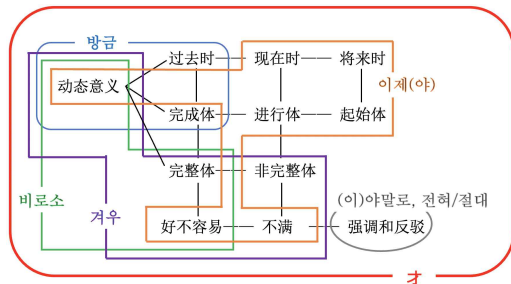 방금
过去时 现在时 将来时
动态意义
이제(야)
完成体 进行体 起始体
完整体 非完整体
비로소
겨우
(이)야말로, 전혀/절대
好不容易 不满 强调和反驳
才